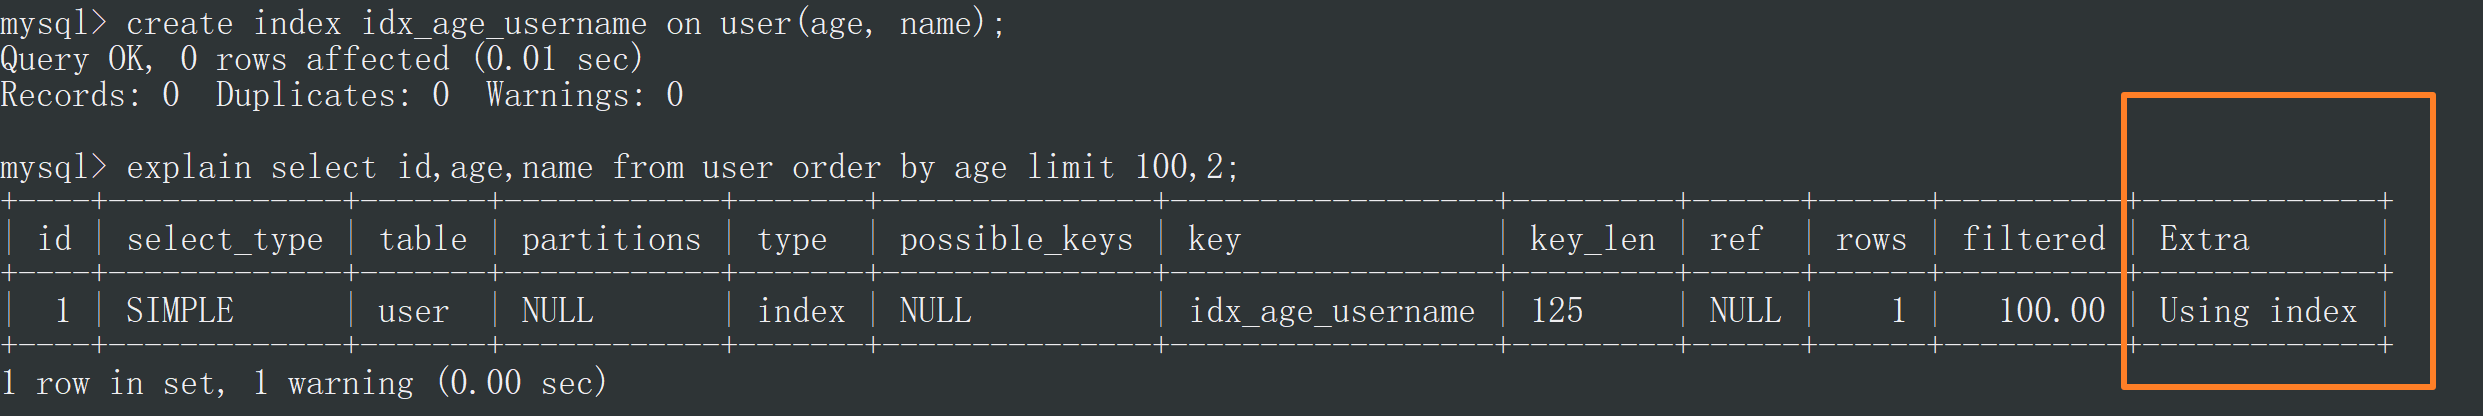 mysql> create index idx_age_username on user(age, name);
Query OK, 0 rows affected (0.01 sec)
Records: 0  Duplicates: 0  Warnings: 0

mysql> explain select id,age,name from user order by age limit 100,2;
+----+-------------+-------+------------+-------+---------------+------------------+---------+------+------+----------+-------------+
| id | select_type | table | partitions | type  | possible_keys | key              | key_len | ref  | rows | filtered | Extra       |
+----+-------------+-------+------------+-------+---------------+------------------+---------+------+------+----------+-------------+
|  1 | SIMPLE      | user  | NULL       | index | NULL          | idx_age_username | 125     | NULL |    1 |   100.00 | Using index |
+----+-------------+-------+------------+-------+---------------+------------------+---------+------+------+----------+-------------+
1 row in set, 1 warning (0.00 sec)